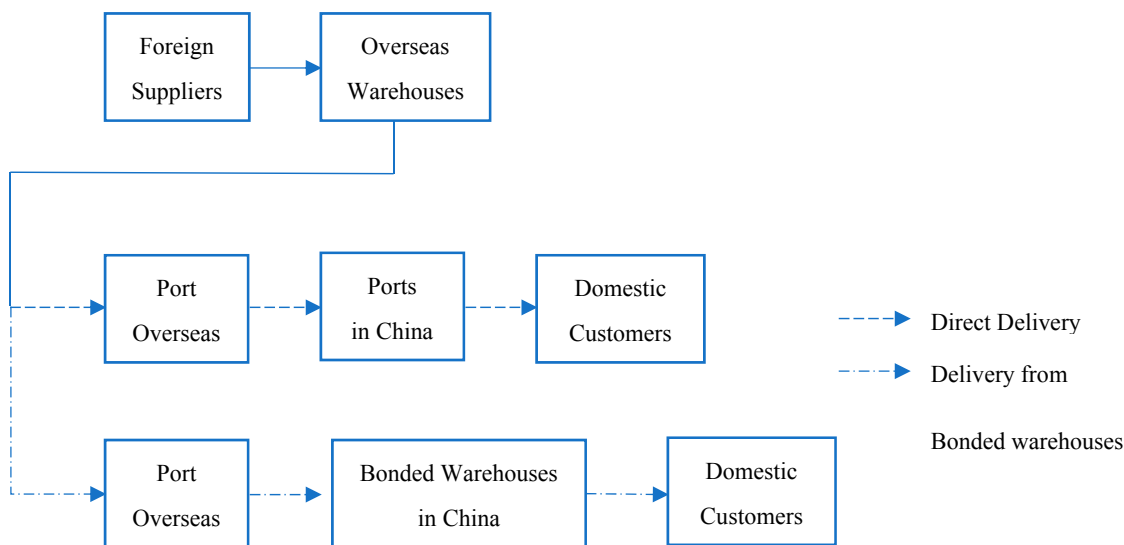 Foreign
Suppliers
Overseas
Warehouses
Port
Overseas
Ports
in China
Domestic
Customers
Direct Delivery
Delivery from
Bonded warehouses
Port
Overseas
Bonded Warehouses
in China
Domestic
Customers